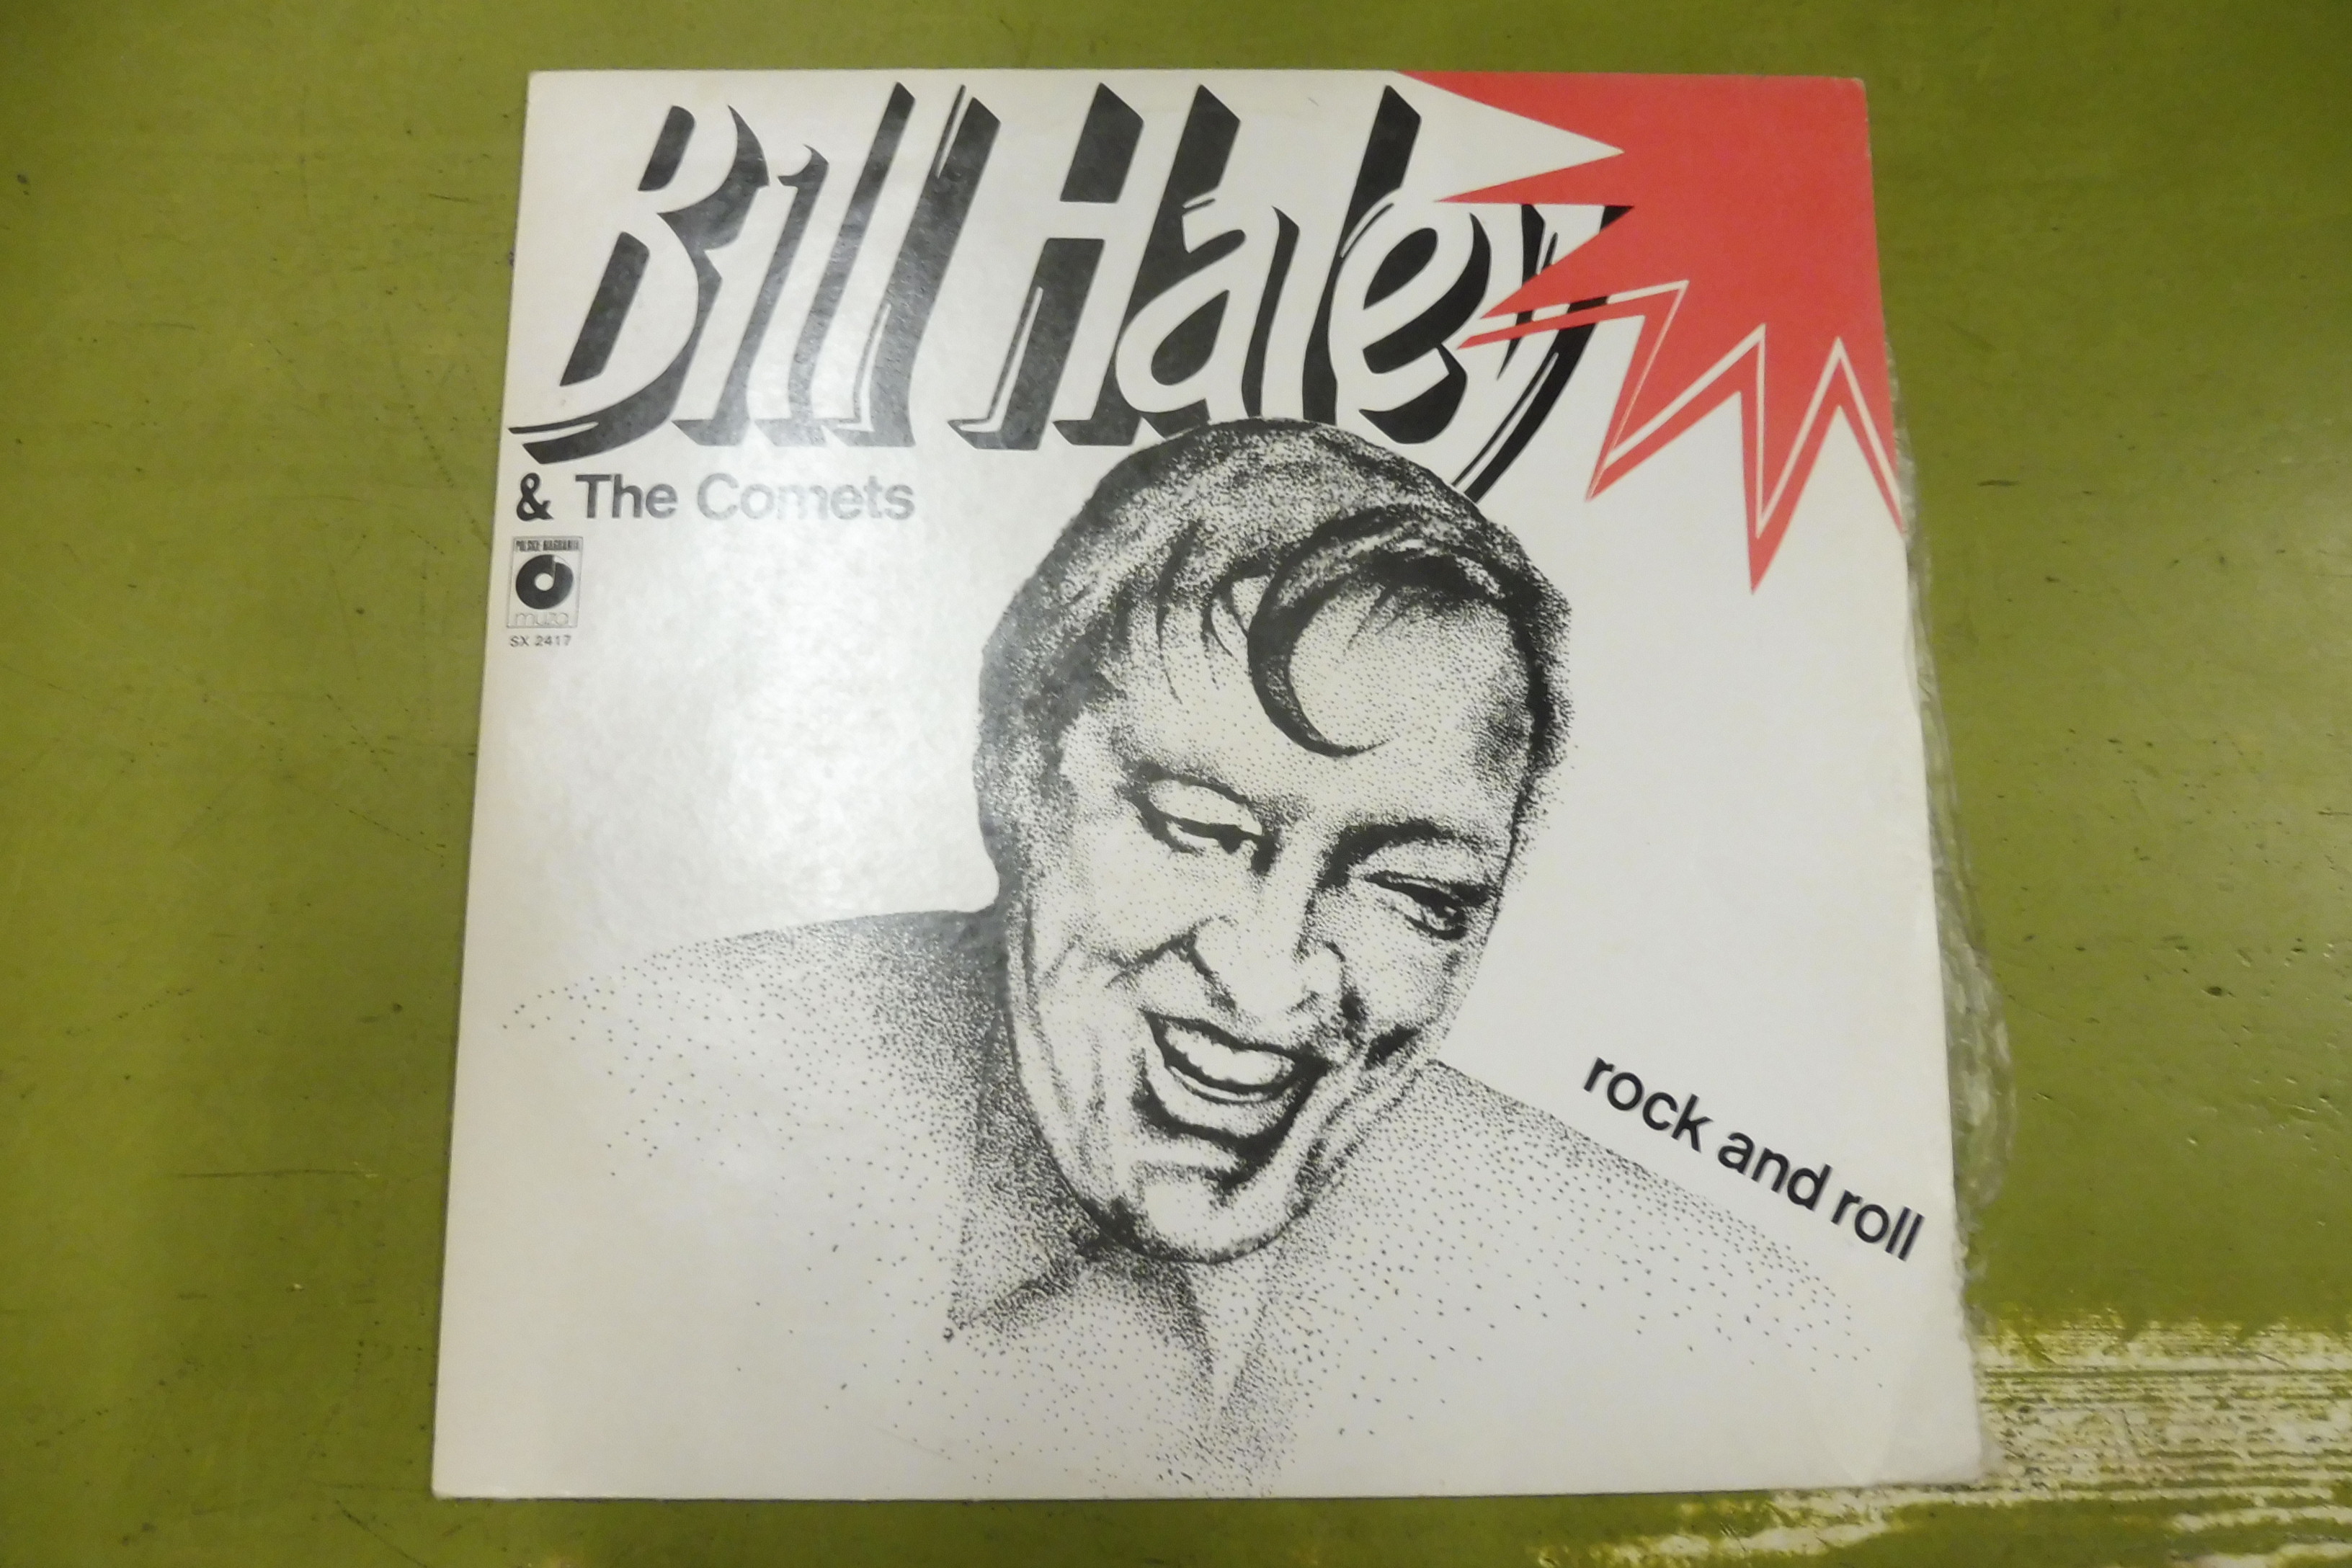 Bill Haley
& The Comets
POLSKIE NAGRANIA
muza
SX 2417
rock and roll